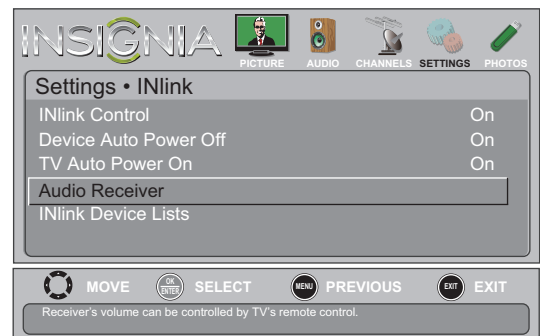 INSIGNIA
PICTURE AUDIO CHANNELS SETTINGS PHOTOS
Settings • INlink
INlink Control On
Device Auto Power Off On
TV Auto Power On On
Audio Receiver
INlink Device Lists
MOVE OK ENTER SELECT MENU PREVIOUS EXIT EXIT
Receiver's volume can be controlled by TV's remote control.